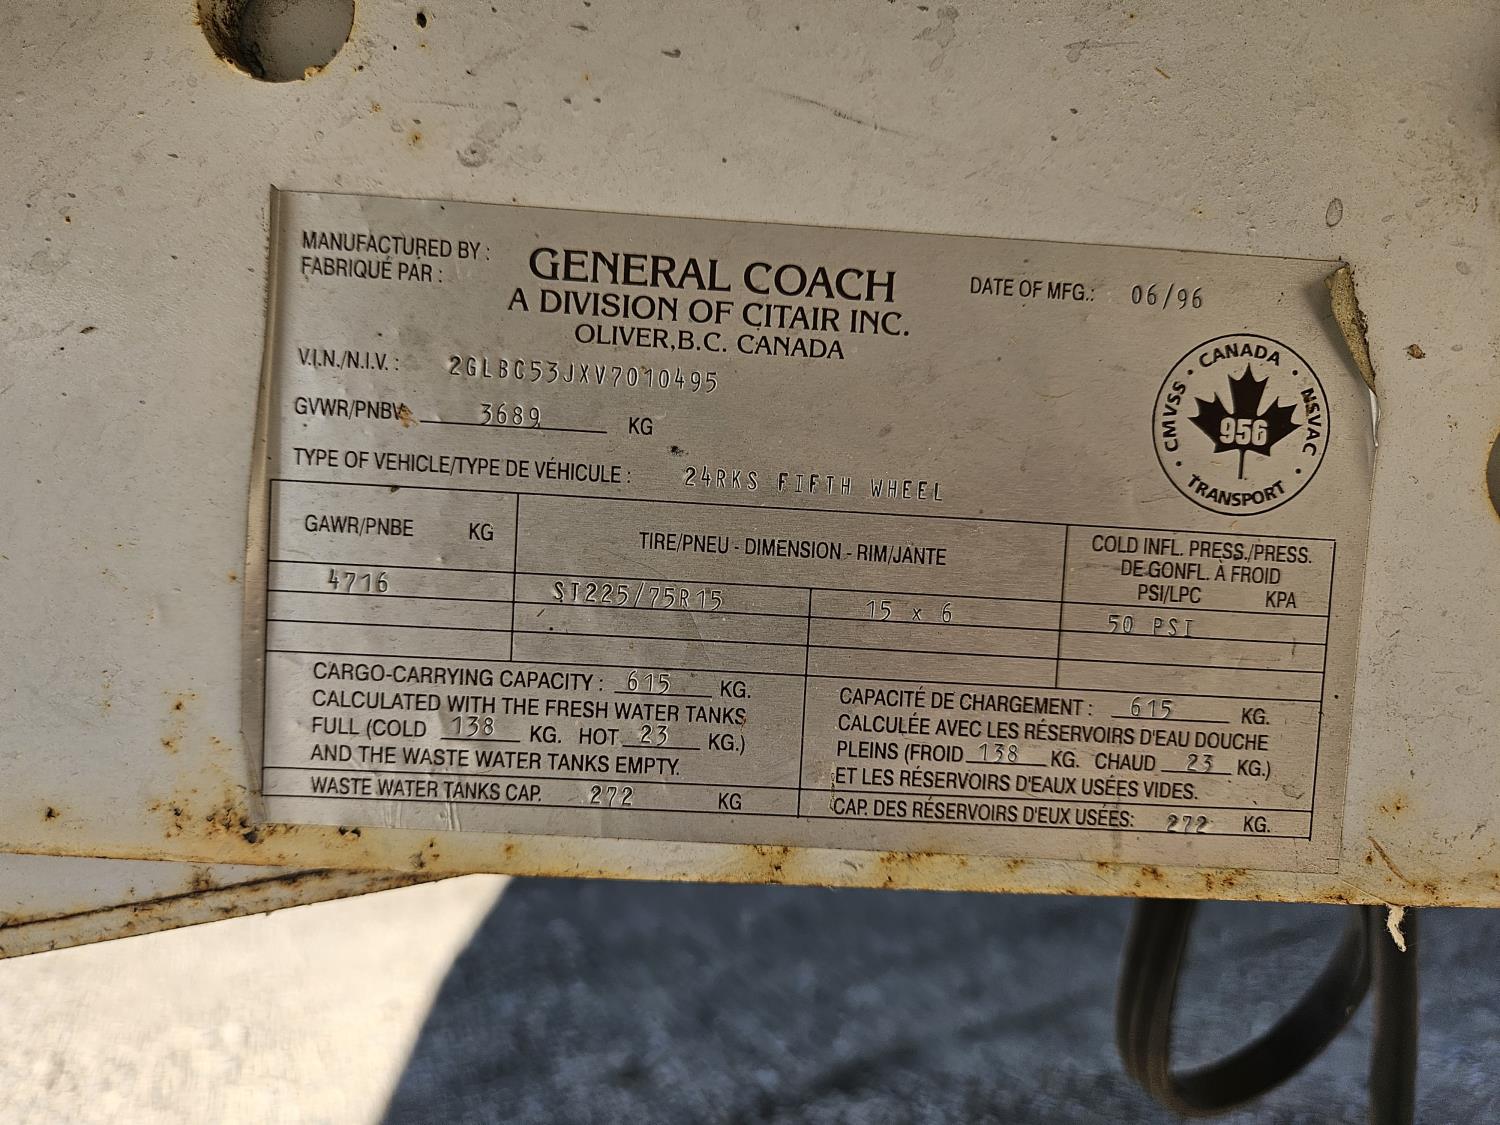 MANUFACTURED BY :
FABRIQUÉ PAR :
GENERAL COACH
A DIVISION OF CITAIR INC.
OLIVER, B.C. CANADA
DATE OF MFG.: 06/96
V.I.N./N.I.V. : 2GLBC53JXV7010495
GVWR/PNBV 3689 KG
TYPE OF VEHICLE/TYPE DE VÉHICULE : 24RKS FIFTH WHEEL
CANADA · NSVAC · TRANSPORT · CMVSS ·
956
GAWR/PNBE KG
TIRE/PNEU - DIMENSION - RIM/JANTE
COLD INFL. PRESS./PRESS.
DE GONFL. À FROID
PSI/LPC KPA
4716 ST225/75R15 15 x 6 50 PSI
CARGO-CARRYING CAPACITY : 615 KG.
CALCULATED WITH THE FRESH WATER TANKS
FULL (COLD 138 KG. HOT 23 KG.)
AND THE WASTE WATER TANKS EMPTY.
WASTE WATER TANKS CAP. 272 KG
CAPACITÉ DE CHARGEMENT : 615 KG.
CALCULÉE AVEC LES RÉSERVOIRS D'EAU DOUCHE
PLEINS (FROID 138 KG. CHAUD 23 KG.)
ET LES RÉSERVOIRS D'EAUX USÉES VIDES.
CAP. DES RÉSERVOIRS D'EUX USÉES: 272 KG.